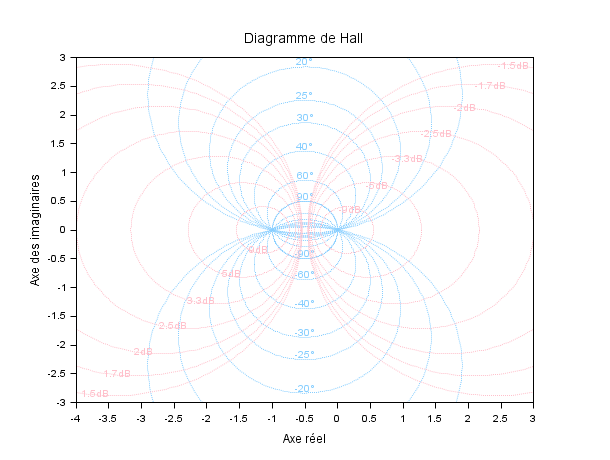 Diagramme de Hall
3
20°
-1.5dB
2.5
-1.7dB
25°
2
-2dB
30°
1.5
-2.5dB
40°
-3.3dB
1
60°
-5dB
0.5
90°
-9dB
0
Axe des imaginaires
-0.5
-90°
-60°
-1
-40°
3.3dB
-1.5
2.5dB
-30°
-2
2dB
-25°
-2.5
1.7dB
-20°
1.5dB
-3
-4 -3.5 -3 -2.5 -2 -1.5 -1 -0.5 0 0.5 1 1.5 2 2.5 3
Axe réel